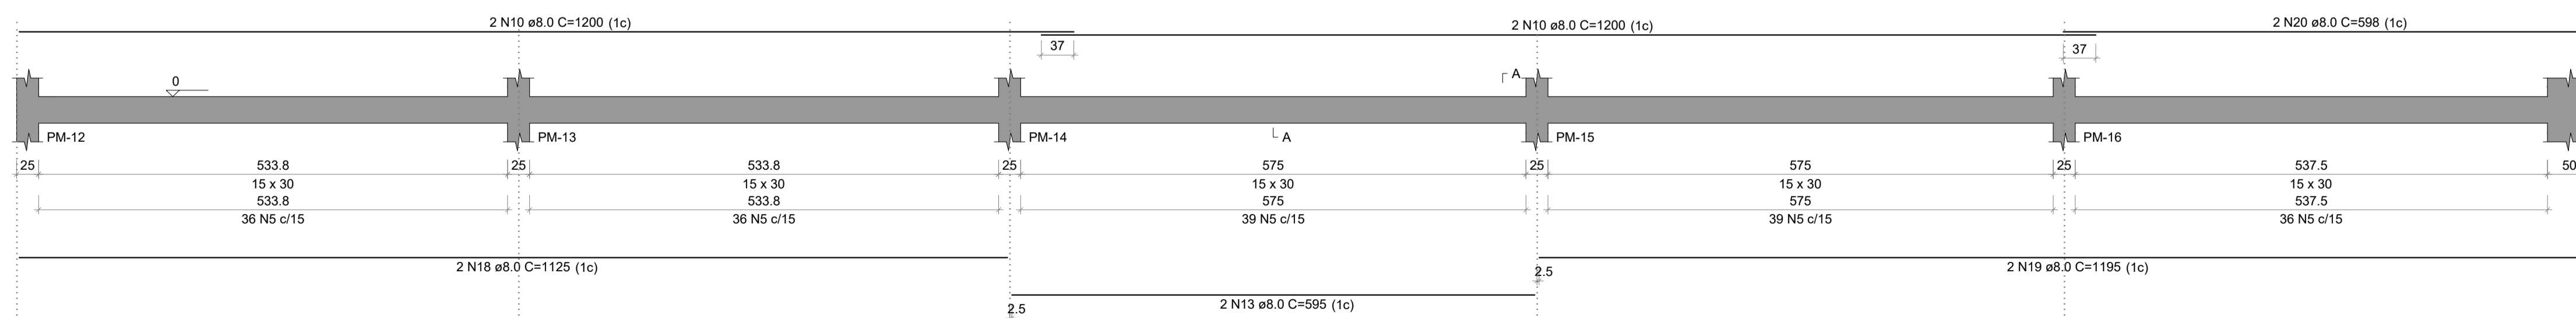 2 N10 ø8.0 C=1200 (1c)
2 N10 ø8.0 C=1200 (1c)
2 N20 ø8.0 C=598 (1c)
37
37
0
A
PM-12
PM-13
PM-14
A
PM-15
PM-16
25
533.8
25
533.8
25
575
25
575
25
537.5
50
15 x 30
15 x 30
15 x 30
15 x 30
15 x 30
533.8
533.8
575
575
537.5
36 N5 c/15
36 N5 c/15
39 N5 c/15
39 N5 c/15
36 N5 c/15
2 N18 ø8.0 C=1125 (1c)
2 N19 ø8.0 C=1195 (1c)
2.5
2 N13 ø8.0 C=595 (1c)
2.5